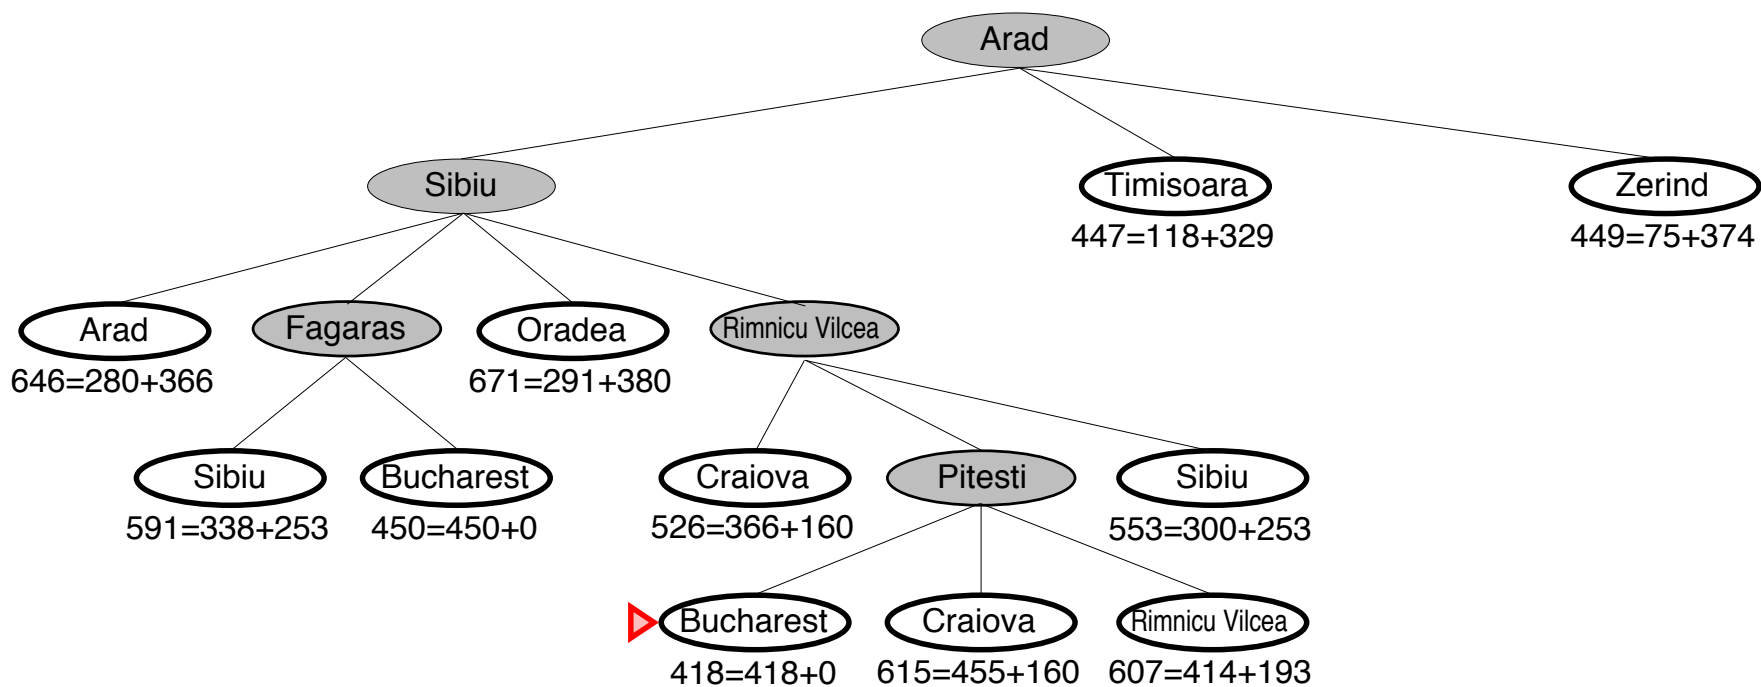 Arad
Sibiu
Timisoara
Zerind
447=118+329
449=75+374
Arad
Fagaras
Oradea
Rimnicu Vilcea
646=280+366
671=291+380
Sibiu
Bucharest
Craiova
Pitesti
Sibiu
591=338+253
450=450+0
526=366+160
553=300+253
Bucharest
Craiova
Rimnicu Vilcea
418=418+0
615=455+160
607=414+193